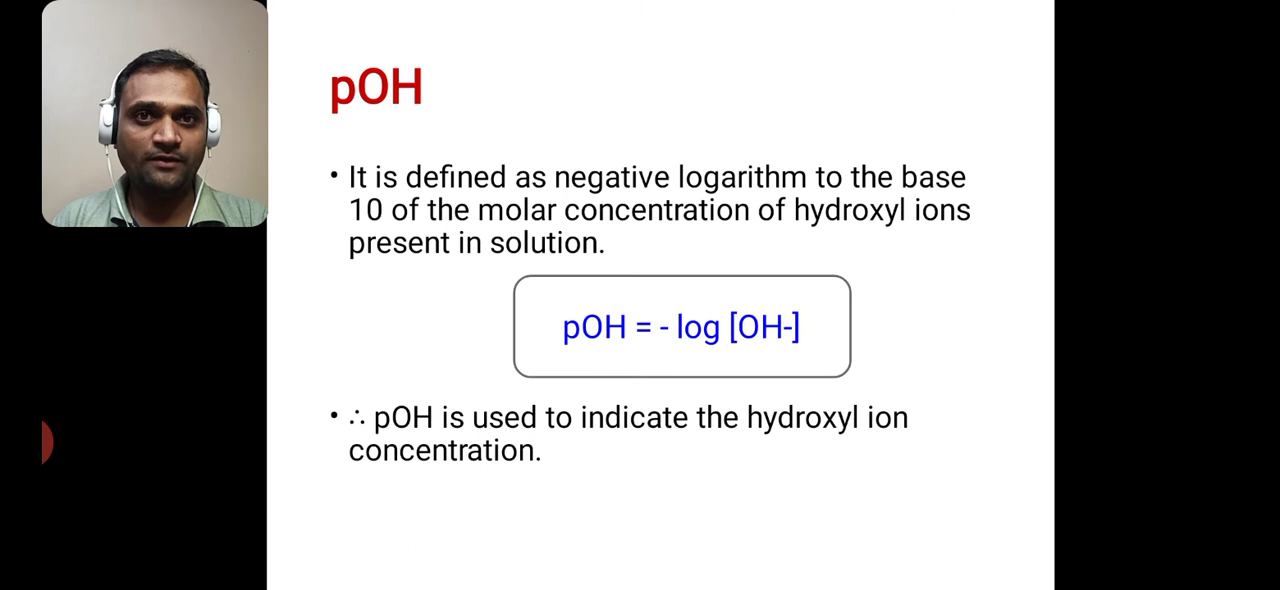 pOH
• It is defined as negative logarithm to the base
10 of the molar concentration of hydroxyl ions
present in solution.
pOH = - log [OH-]
• ∴ pOH is used to indicate the hydroxyl ion
concentration.